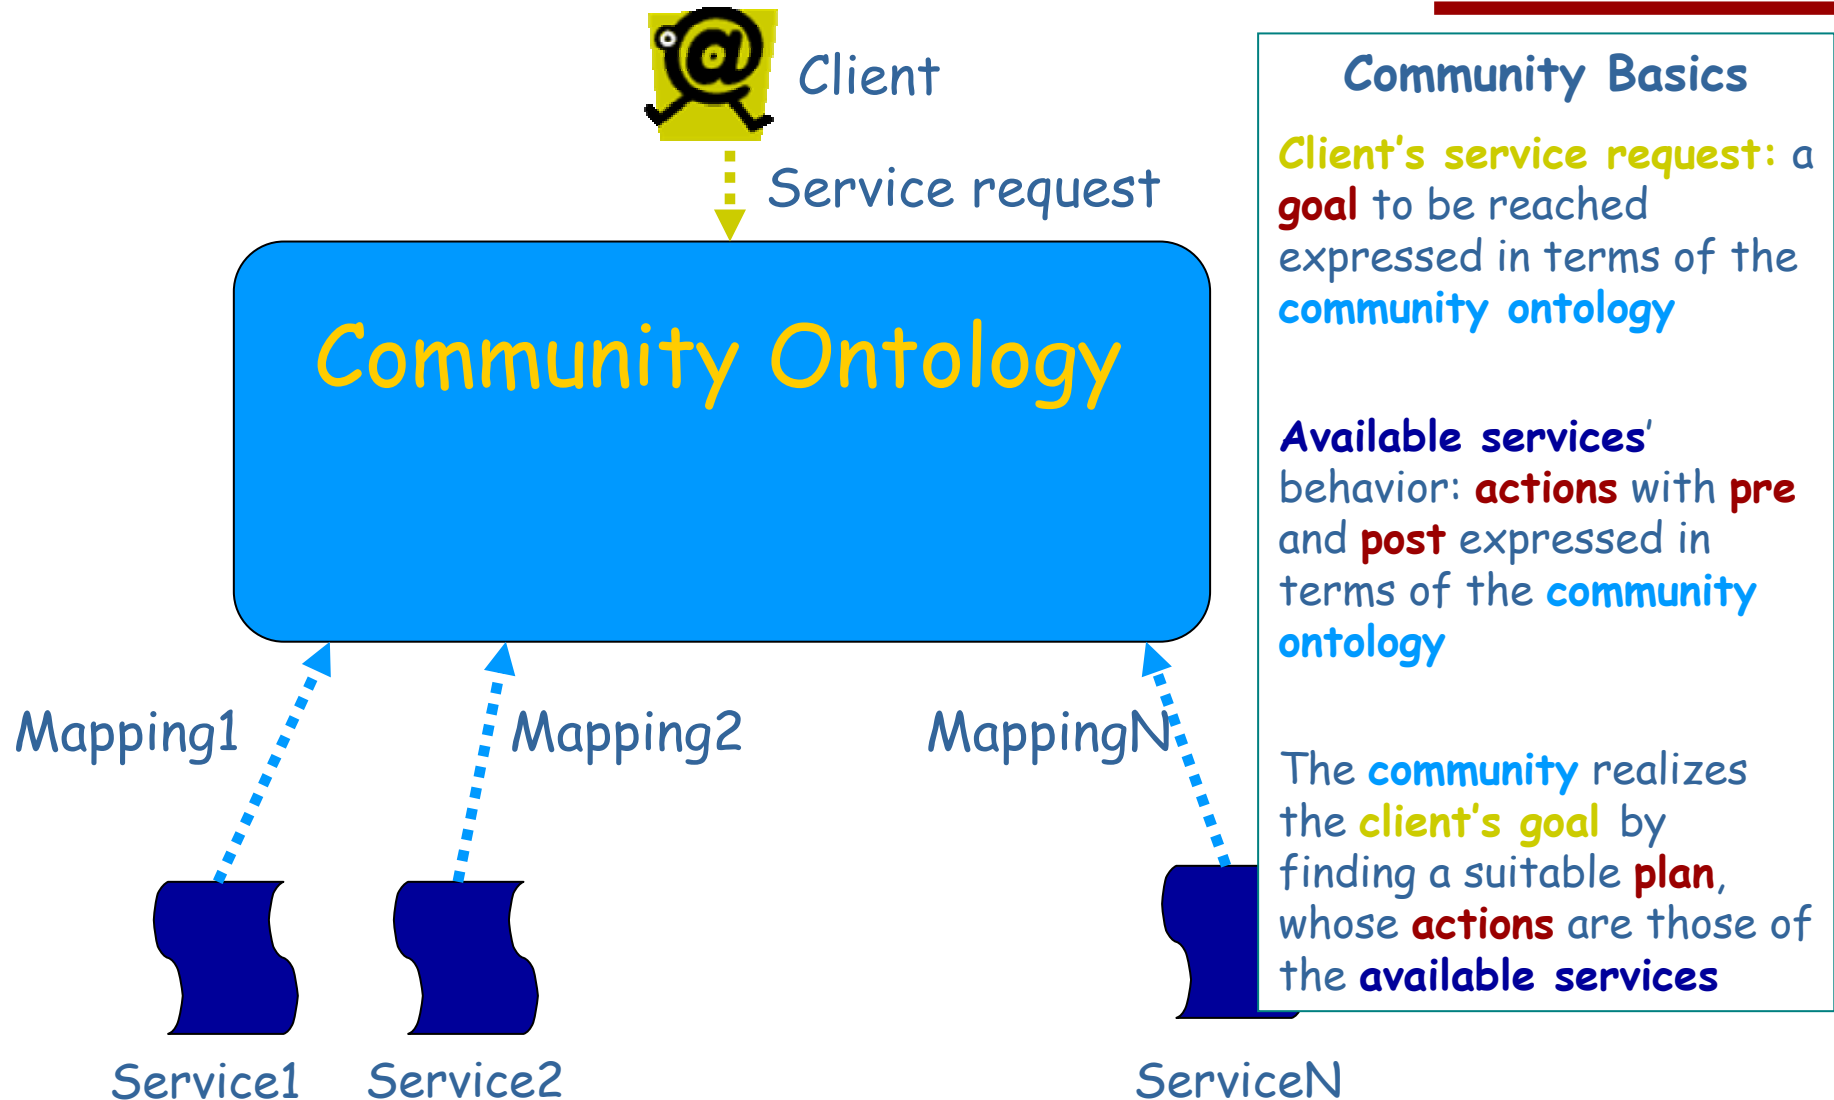 Client
Service request
Community Ontology
Mapping1
Mapping2
MappingN
Service1
Service2
ServiceN
Community Basics
Client's service request: a
goal to be reached
expressed in terms of the
community ontology
Available services'
behavior: actions with pre
and post expressed in
terms of the community
ontology
The community realizes
the client's goal by
finding a suitable plan,
whose actions are those of
the available services